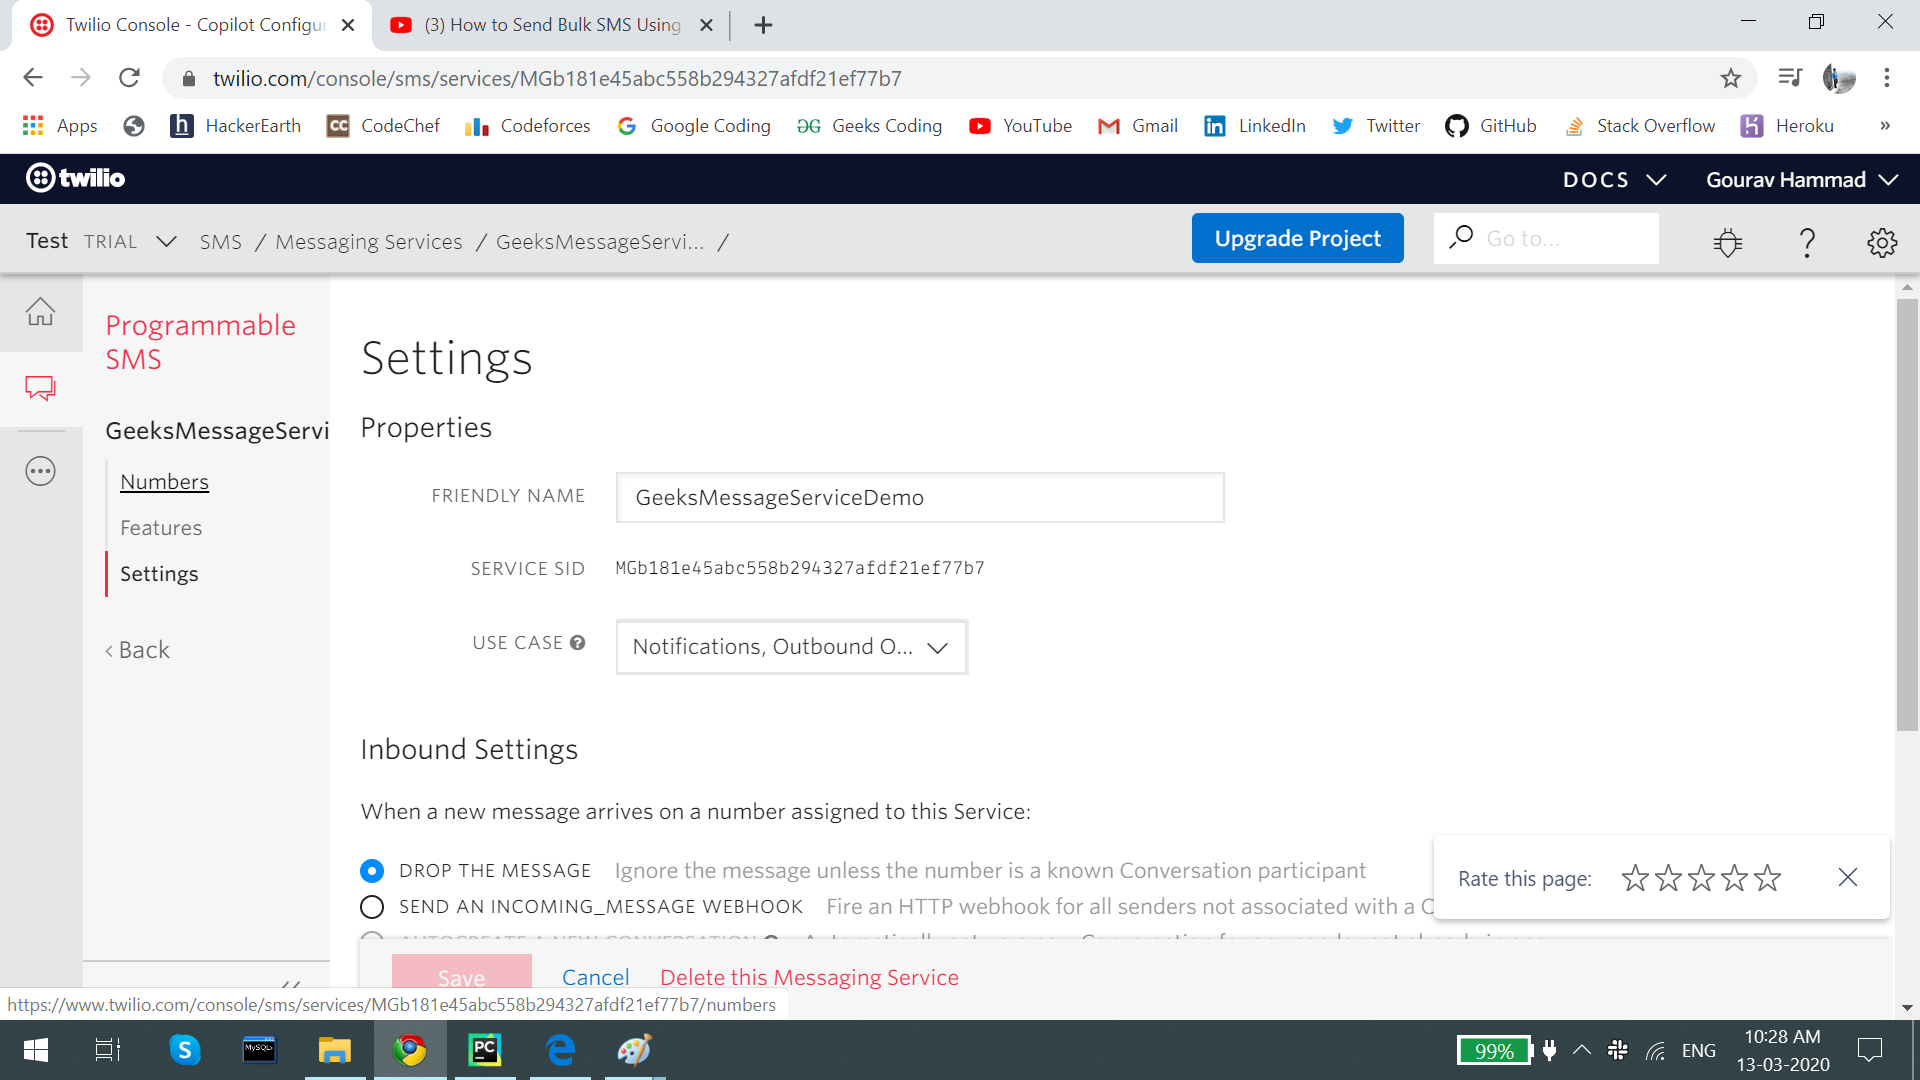 Twilio Console - Copilot Configur
(3) How to Send Bulk SMS Using
twilio.com/console/sms/services/MGb181e45abc558b294327afdf21ef77b7
Apps HackerEarth CodeChef Codeforces Google Coding Geeks Coding YouTube Gmail LinkedIn Twitter GitHub Stack Overflow Heroku »
twilio
DOCS
Gourav Hammad
Test TRIAL SMS / Messaging Services / GeeksMessageServi... /
Upgrade Project
Go to...
Programmable
SMS
GeeksMessageServi
Numbers
Features
Settings
‹ Back
Settings
Properties
FRIENDLY NAME GeeksMessageServiceDemo
SERVICE SID MGb181e45abc558b294327afdf21ef77b7
USE CASE Notifications, Outbound O...
Inbound Settings
When a new message arrives on a number assigned to this Service:
DROP THE MESSAGE Ignore the message unless the number is a known Conversation participant
SEND AN INCOMING_MESSAGE WEBHOOK Fire an HTTP webhook for all senders not associated with a C
Rate this page:
Save Cancel Delete this Messaging Service
https://www.twilio.com/console/sms/services/MGb181e45abc558b294327afdf21ef77b7/numbers
MySQL
PC
99%
ENG
10:28 AM
13-03-2020